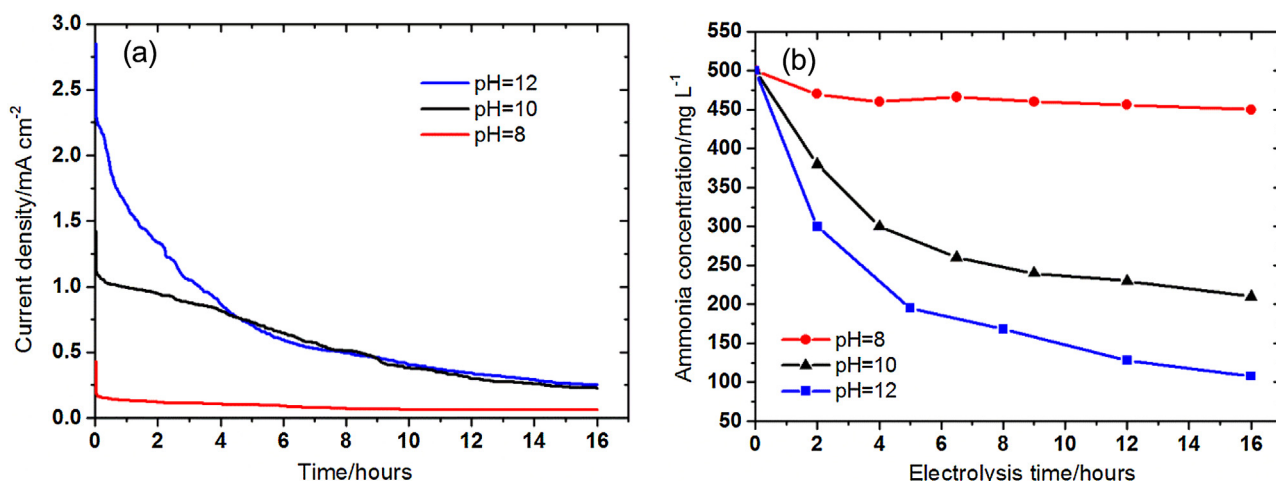 (a)
pH=12
pH=10
pH=8
3.0
2.5
2.0
1.5
1.0
0.5
0.0
0 2 4 6 8 10 12 14 16
Current density/mA cm⁻²
Time/hours
(b)
550
500
450
400
350
300
250
200
150
100
50
pH=8
pH=10
pH=12
0 2 4 6 8 10 12 14 16
Ammonia concentration/mg L⁻¹
Electrolysis time/hours